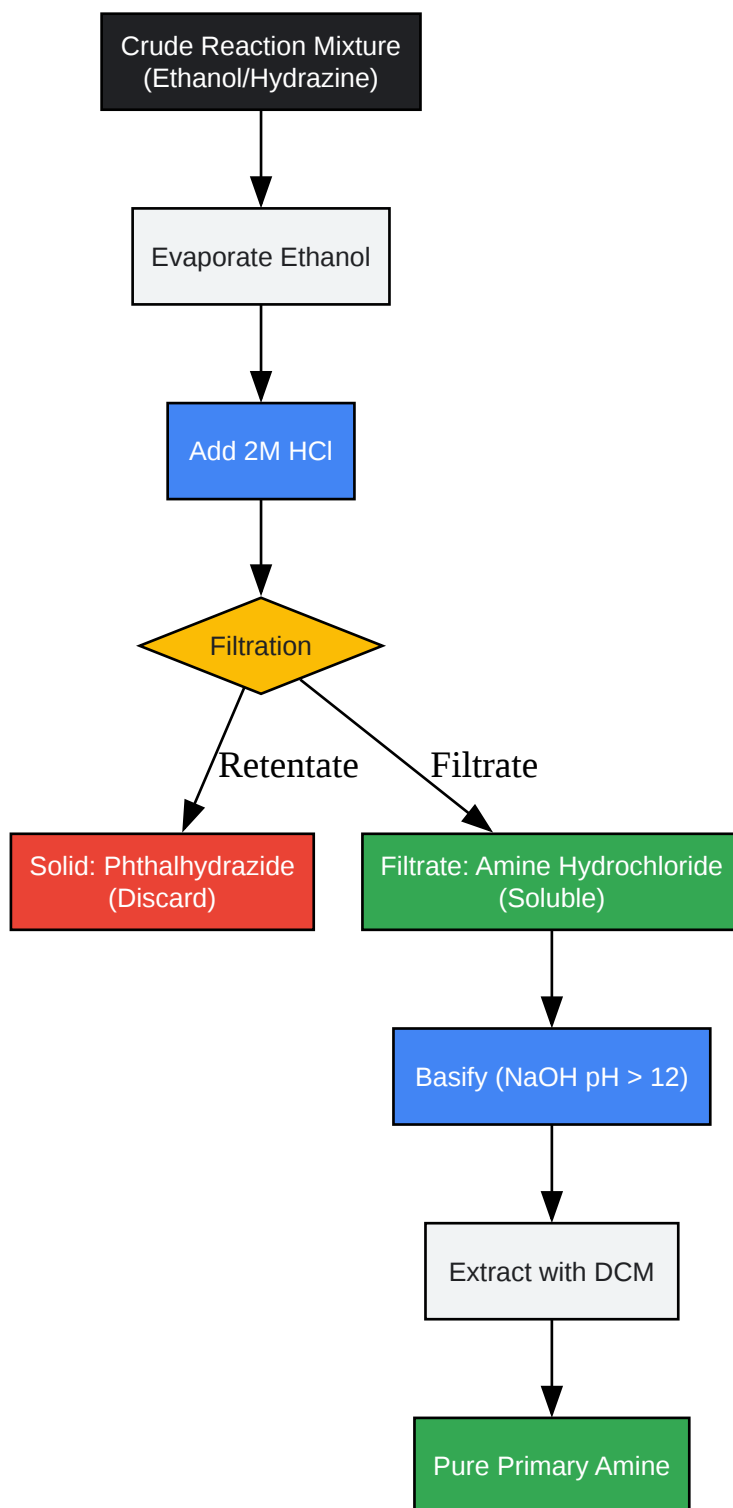 Crude Reaction Mixture
(Ethanol/Hydrazine)
Evaporate Ethanol
Add 2M HCl
Filtration
Retentate
Filtrate
Solid: Phthalhydrazide
(Discard)
Filtrate: Amine Hydrochloride
(Soluble)
Basify (NaOH pH > 12)
Extract with DCM
Pure Primary Amine